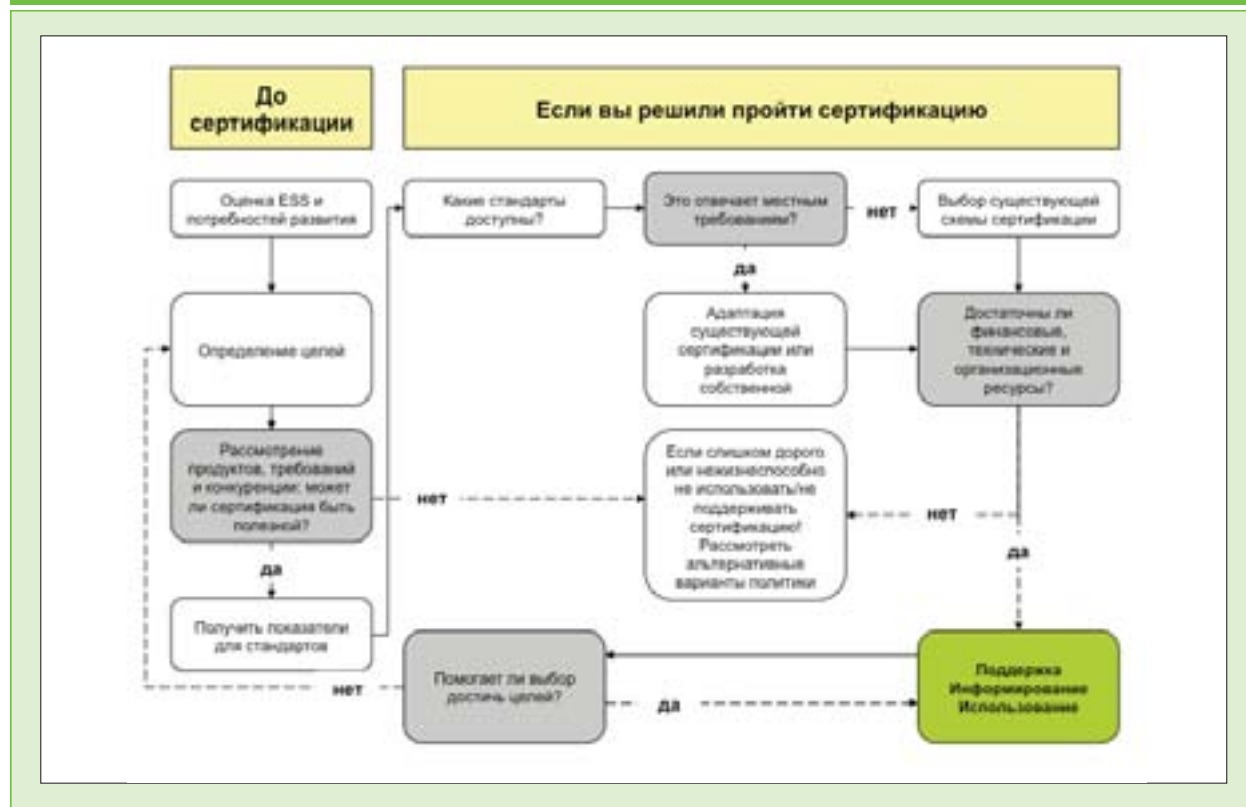 До
сертификации
Если вы решили пройти сертификацию
Оценка ESS и
потребностей развития
Какие стандарты
доступны?
Это отвечает местным
требованиям?
нет
Выбор существующей
схемы сертификации
да
Определение целей
Адаптация
существующей
сертификации или
разработка
собственной
Достаточны ли
финансовые,
технические и
организационные
ресурсы?
Рассмотрение
продуктов, требований
и конкуренции: может
ли сертификация быть
полезной?
нет
Если слишком дорого
или нежизнеспособно
не использовать/не
поддерживать
сертификацию!
Рассмотреть
альтернативные
варианты политики
нет
да
да
Получить показатели
для стандартов
нет
Помогает ли выбор
достичь целей?
да
Поддержка
Информирование
Использование